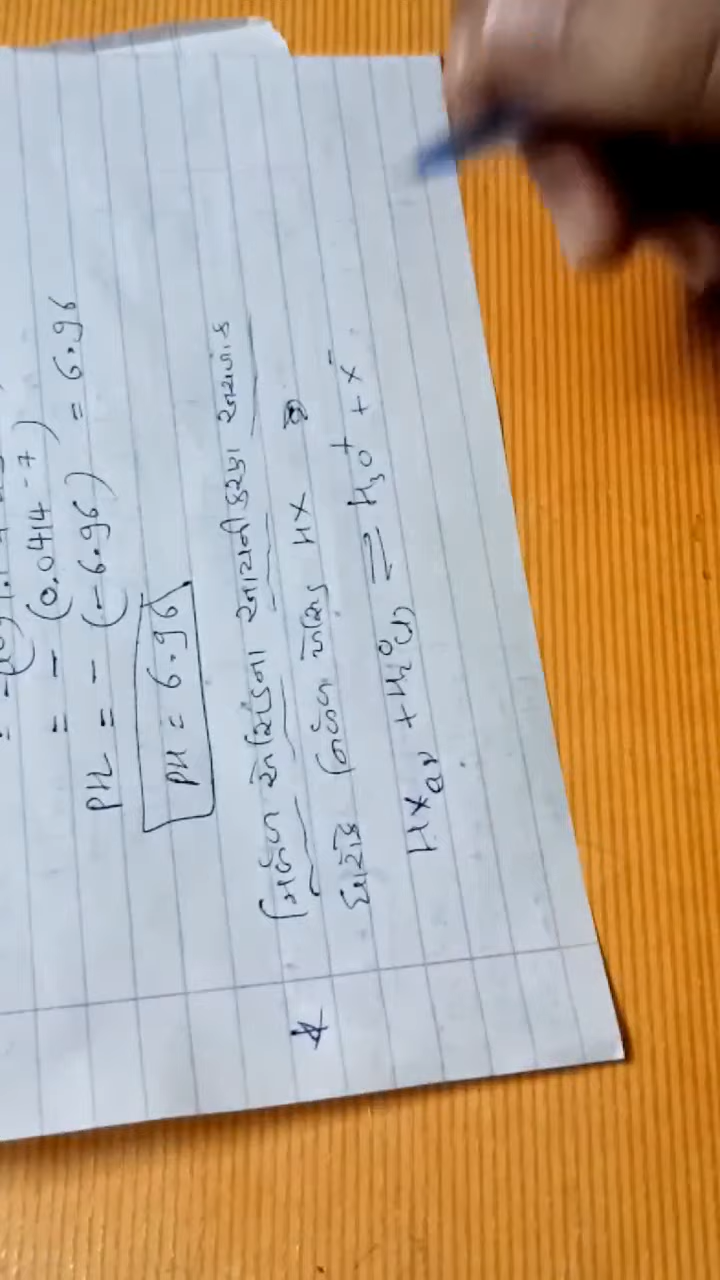 = - (0.0414 - 7)
PH = - (-6.96) = 6.96
PH = 6.96
* નિર્બળ એસિડના આયનીકરણ અચળાંક
ધારોકે નિર્બળ એસિડ HX છે
HX(aq) + H₂O(l) ⇌ H₃O⁺ + X⁻